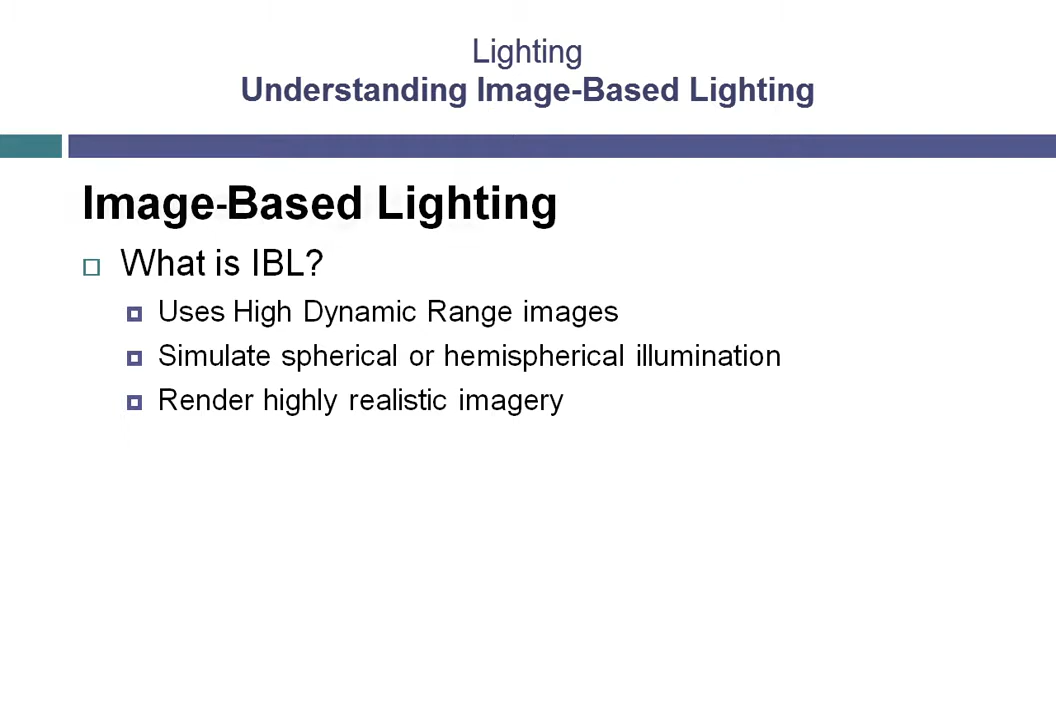 Lighting
Understanding Image-Based Lighting
Image-Based Lighting
What is IBL?
Uses High Dynamic Range images
Simulate spherical or hemispherical illumination
Render highly realistic imagery